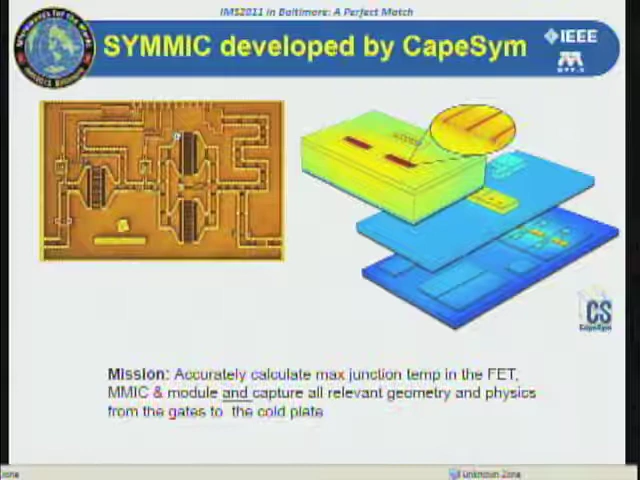 IMS2011 in Baltimore: A Perfect Match
SYMMIC developed by CapeSym
IEEE
CS
CapeSym
Mission: Accurately calculate max junction temp in the FET,
MMIC & module and capture all relevant geometry and physics
from the gates to the cold plate
Unknown Zone